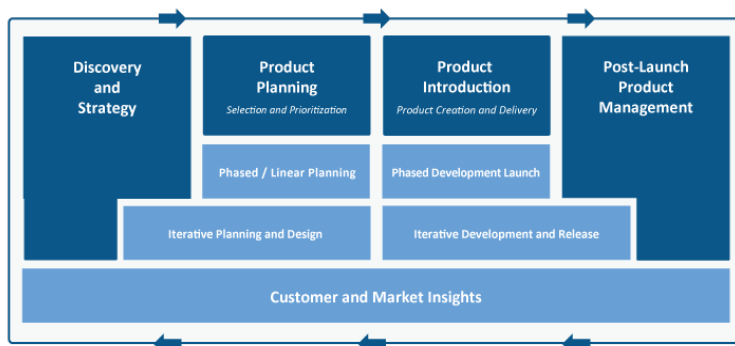 Discovery
and
Strategy
Product
Planning
Selection and Prioritization
Product
Introduction
Product Creation and Delivery
Post-Launch
Product
Management
Phased / Linear Planning
Phased Development Launch
Iterative Planning and Design
Iterative Development and Release
Customer and Market Insights